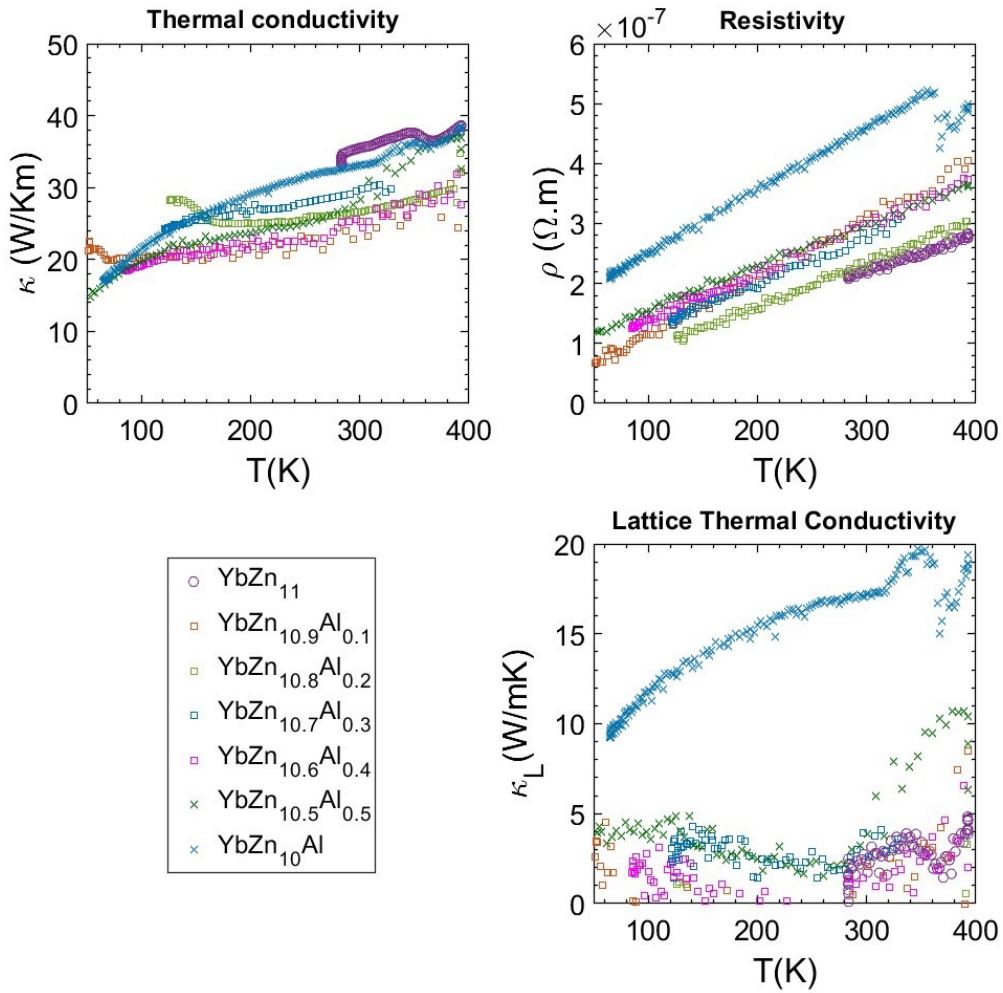 Thermal conductivity
50
40
30
20
10
0
κ (W/Km)
100
200
300
400
T(K)
Resistivity
×10⁻⁷
6
5
4
3
2
1
0
ρ (Ω.m)
100
200
300
400
T(K)
YbZn₁₁
YbZn₁₀.₉Al₀.₁
YbZn₁₀.₈Al₀.₂
YbZn₁₀.₇Al₀.₃
YbZn₁₀.₆Al₀.₄
YbZn₁₀.₅Al₀.₅
YbZn₁₀Al
Lattice Thermal Conductivity
20
15
10
5
0
κL (W/mK)
100
200
300
400
T(K)